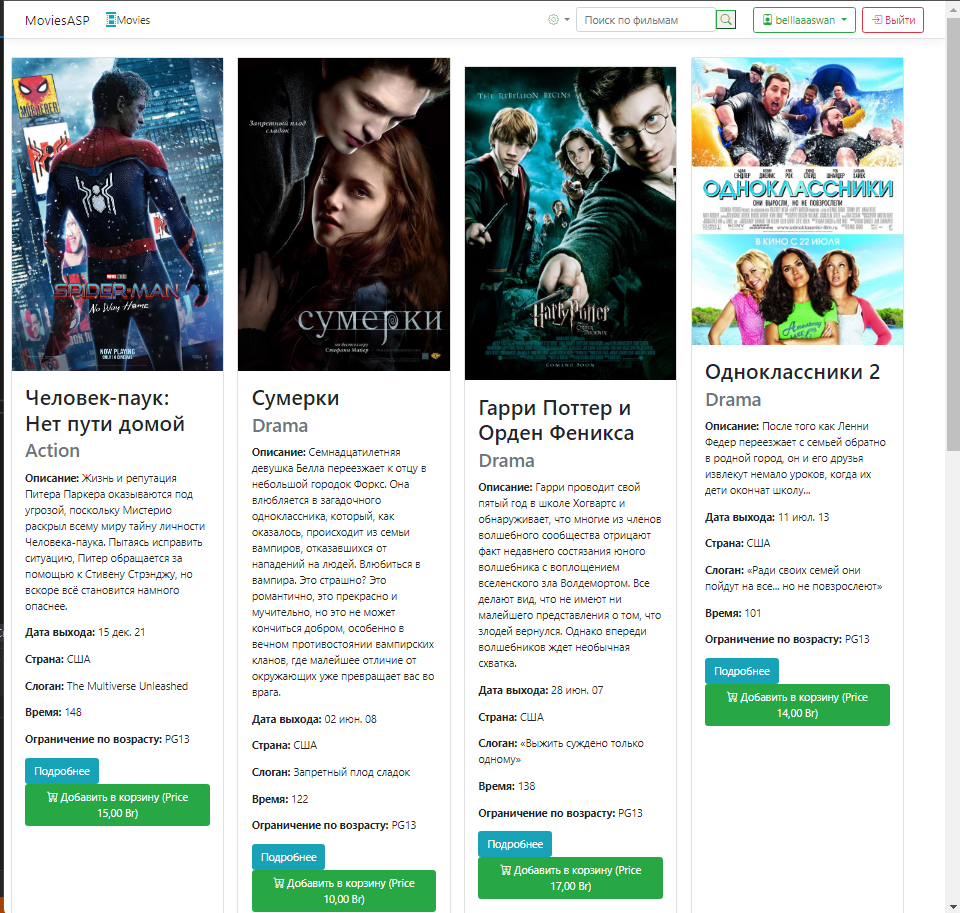 MoviesASP
Movies
Поиск по фильмам
belllaaaswan
Выйти
SPIDER-MAN
No Way Home
NOW PLAYING
Человек-паук:
Нет пути домой
Action
Описание: Жизнь и репутация
Питера Паркера оказываются под
угрозой, поскольку Мистерио
раскрыл всему миру тайну личности
Человека-паука. Пытаясь исправить
ситуацию, Питер обращается за
помощью к Стивену Стрэнджу, но
вскоре всё становится намного
опаснее.
Дата выхода: 15 дек. 21
Страна: США
Слоган: The Multiverse Unleashed
Время: 148
Ограничение по возрасту: PG13
Подробнее
Добавить в корзину (Price
15,00 Br)
Запретный плод
сладок
сумерки
по бестселлеру
Стефани Майер
Сумерки
Drama
Описание: Семнадцатилетняя
девушка Белла переезжает к отцу в
небольшой городок Форкс. Она
влюбляется в загадочного
одноклассника, который, как
оказалось, происходит из семьи
вампиров, отказавшихся от
нападений на людей. Влюбиться в
вампира. Это страшно? Это
романтично, это прекрасно и
мучительно, но это не может
кончиться добром, особенно в
вечном противостоянии вампирских
кланов, где малейшее отличие от
окружающих уже превращает вас во
врага.
Дата выхода: 02 июн. 08
Страна: США
Слоган: Запретный плод сладок
Время: 122
Ограничение по возрасту: PG13
Подробнее
Добавить в корзину (Price
10,00 Br)
THE REBELLION BEGINS
Harry Potter
COMING SOON
Гарри Поттер и
Орден Феникса
Drama
Описание: Гарри проводит свой
пятый год в школе Хогвартс и
обнаруживает, что многие из членов
волшебного сообщества отрицают
факт недавнего состязания юного
волшебника с воплощением
вселенского зла Волдемортом. Все
делают вид, что не имеют ни
малейшего представления о том, что
злодей вернулся. Однако впереди
волшебников ждет необычная
схватка.
Дата выхода: 28 июн. 07
Страна: США
Слоган: «Выжить суждено только
одному»
Время: 138
Ограничение по возрасту: PG13
Подробнее
Добавить в корзину (Price
17,00 Br)
ОДНОКЛАССНИКИ
ОНИ ВЫРОСЛИ, НО НЕ ПОВЗРОСЛЕЛИ
В КИНО С 22 ИЮЛЯ
Одноклассники 2
Drama
Описание: После того как Ленни
Федер переезжает с семьей обратно
в родной город, он и его друзья
извлекут немало уроков, когда их
дети окончат школу...
Дата выхода: 11 июл. 13
Страна: США
Слоган: «Ради своих семей они
пойдут на все... но не повзрослеют»
Время: 101
Ограничение по возрасту: PG13
Подробнее
Добавить в корзину (Price
14,00 Br)